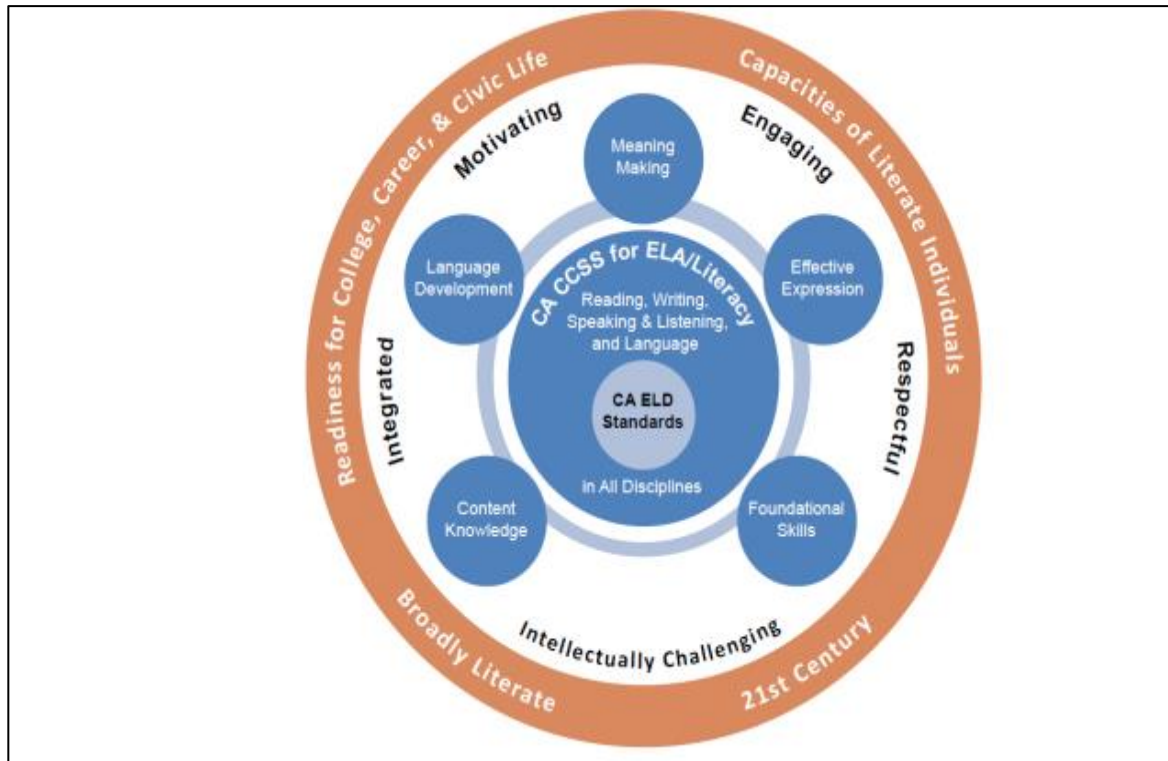 Readiness for College, Career, & Civic Life
Capacities of Literate Individuals
Motivating
Engaging
Meaning
Making
Language
Development
Effective
Expression
CA CCSS for ELA/Literacy
Reading, Writing,
Speaking & Listening,
and Language
CA ELD
Standards
in All Disciplines
Integrated
Respectful
Content
Knowledge
Foundational
Skills
Intellectually Challenging
Broadly Literate
21st Century